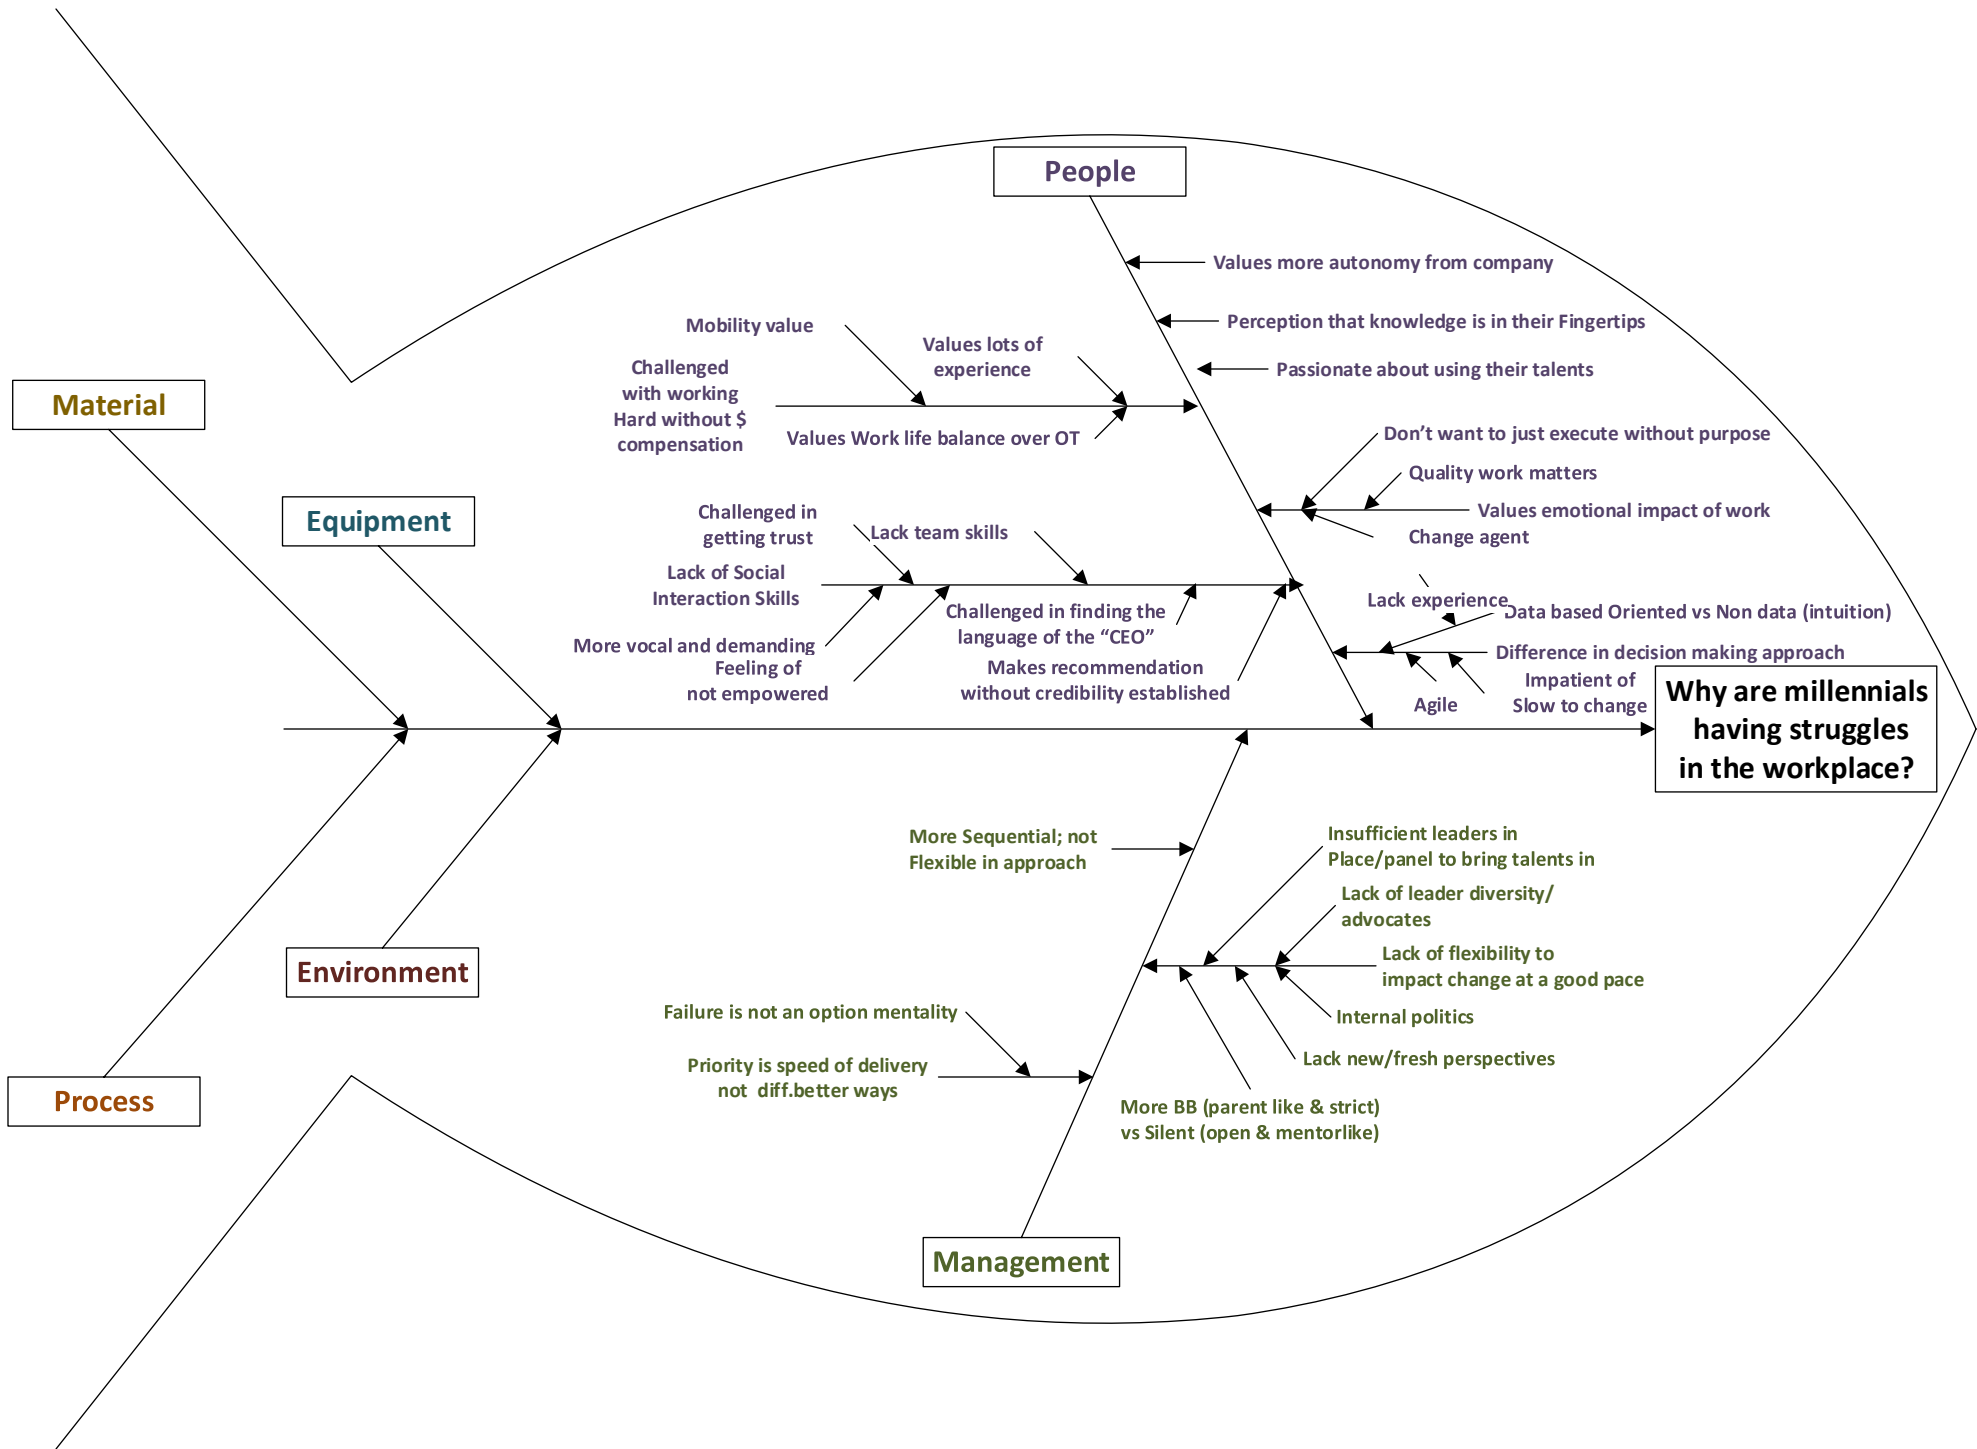 People
Values more autonomy from company
Perception that knowledge is in their Fingertips
Passionate about using their talents
Mobility value
Values lots of
experience
Challenged
with working
Hard without $
compensation
Values Work life balance over OT
Don't want to just execute without purpose
Quality work matters
Values emotional impact of work
Change agent
Material
Equipment
Challenged in
getting trust
Lack team skills
Lack of Social
Interaction Skills
More vocal and demanding
Feeling of
not empowered
Challenged in finding the
language of the “CEO”
Makes recommendation
without credibility established
Lack experience
Data based Oriented vs Non data (intuition)
Difference in decision making approach
Impatient of
Slow to change
Agile
Why are millennials
having struggles
in the workplace?
More Sequential; not
Flexible in approach
Insufficient leaders in
Place/panel to bring talents in
Lack of leader diversity/
advocates
Lack of flexibility to
impact change at a good pace
Internal politics
Lack new/fresh perspectives
More BB (parent like & strict)
vs Silent (open & mentorlike)
Failure is not an option mentality
Priority is speed of delivery
not  diff.better ways
Environment
Process
Management